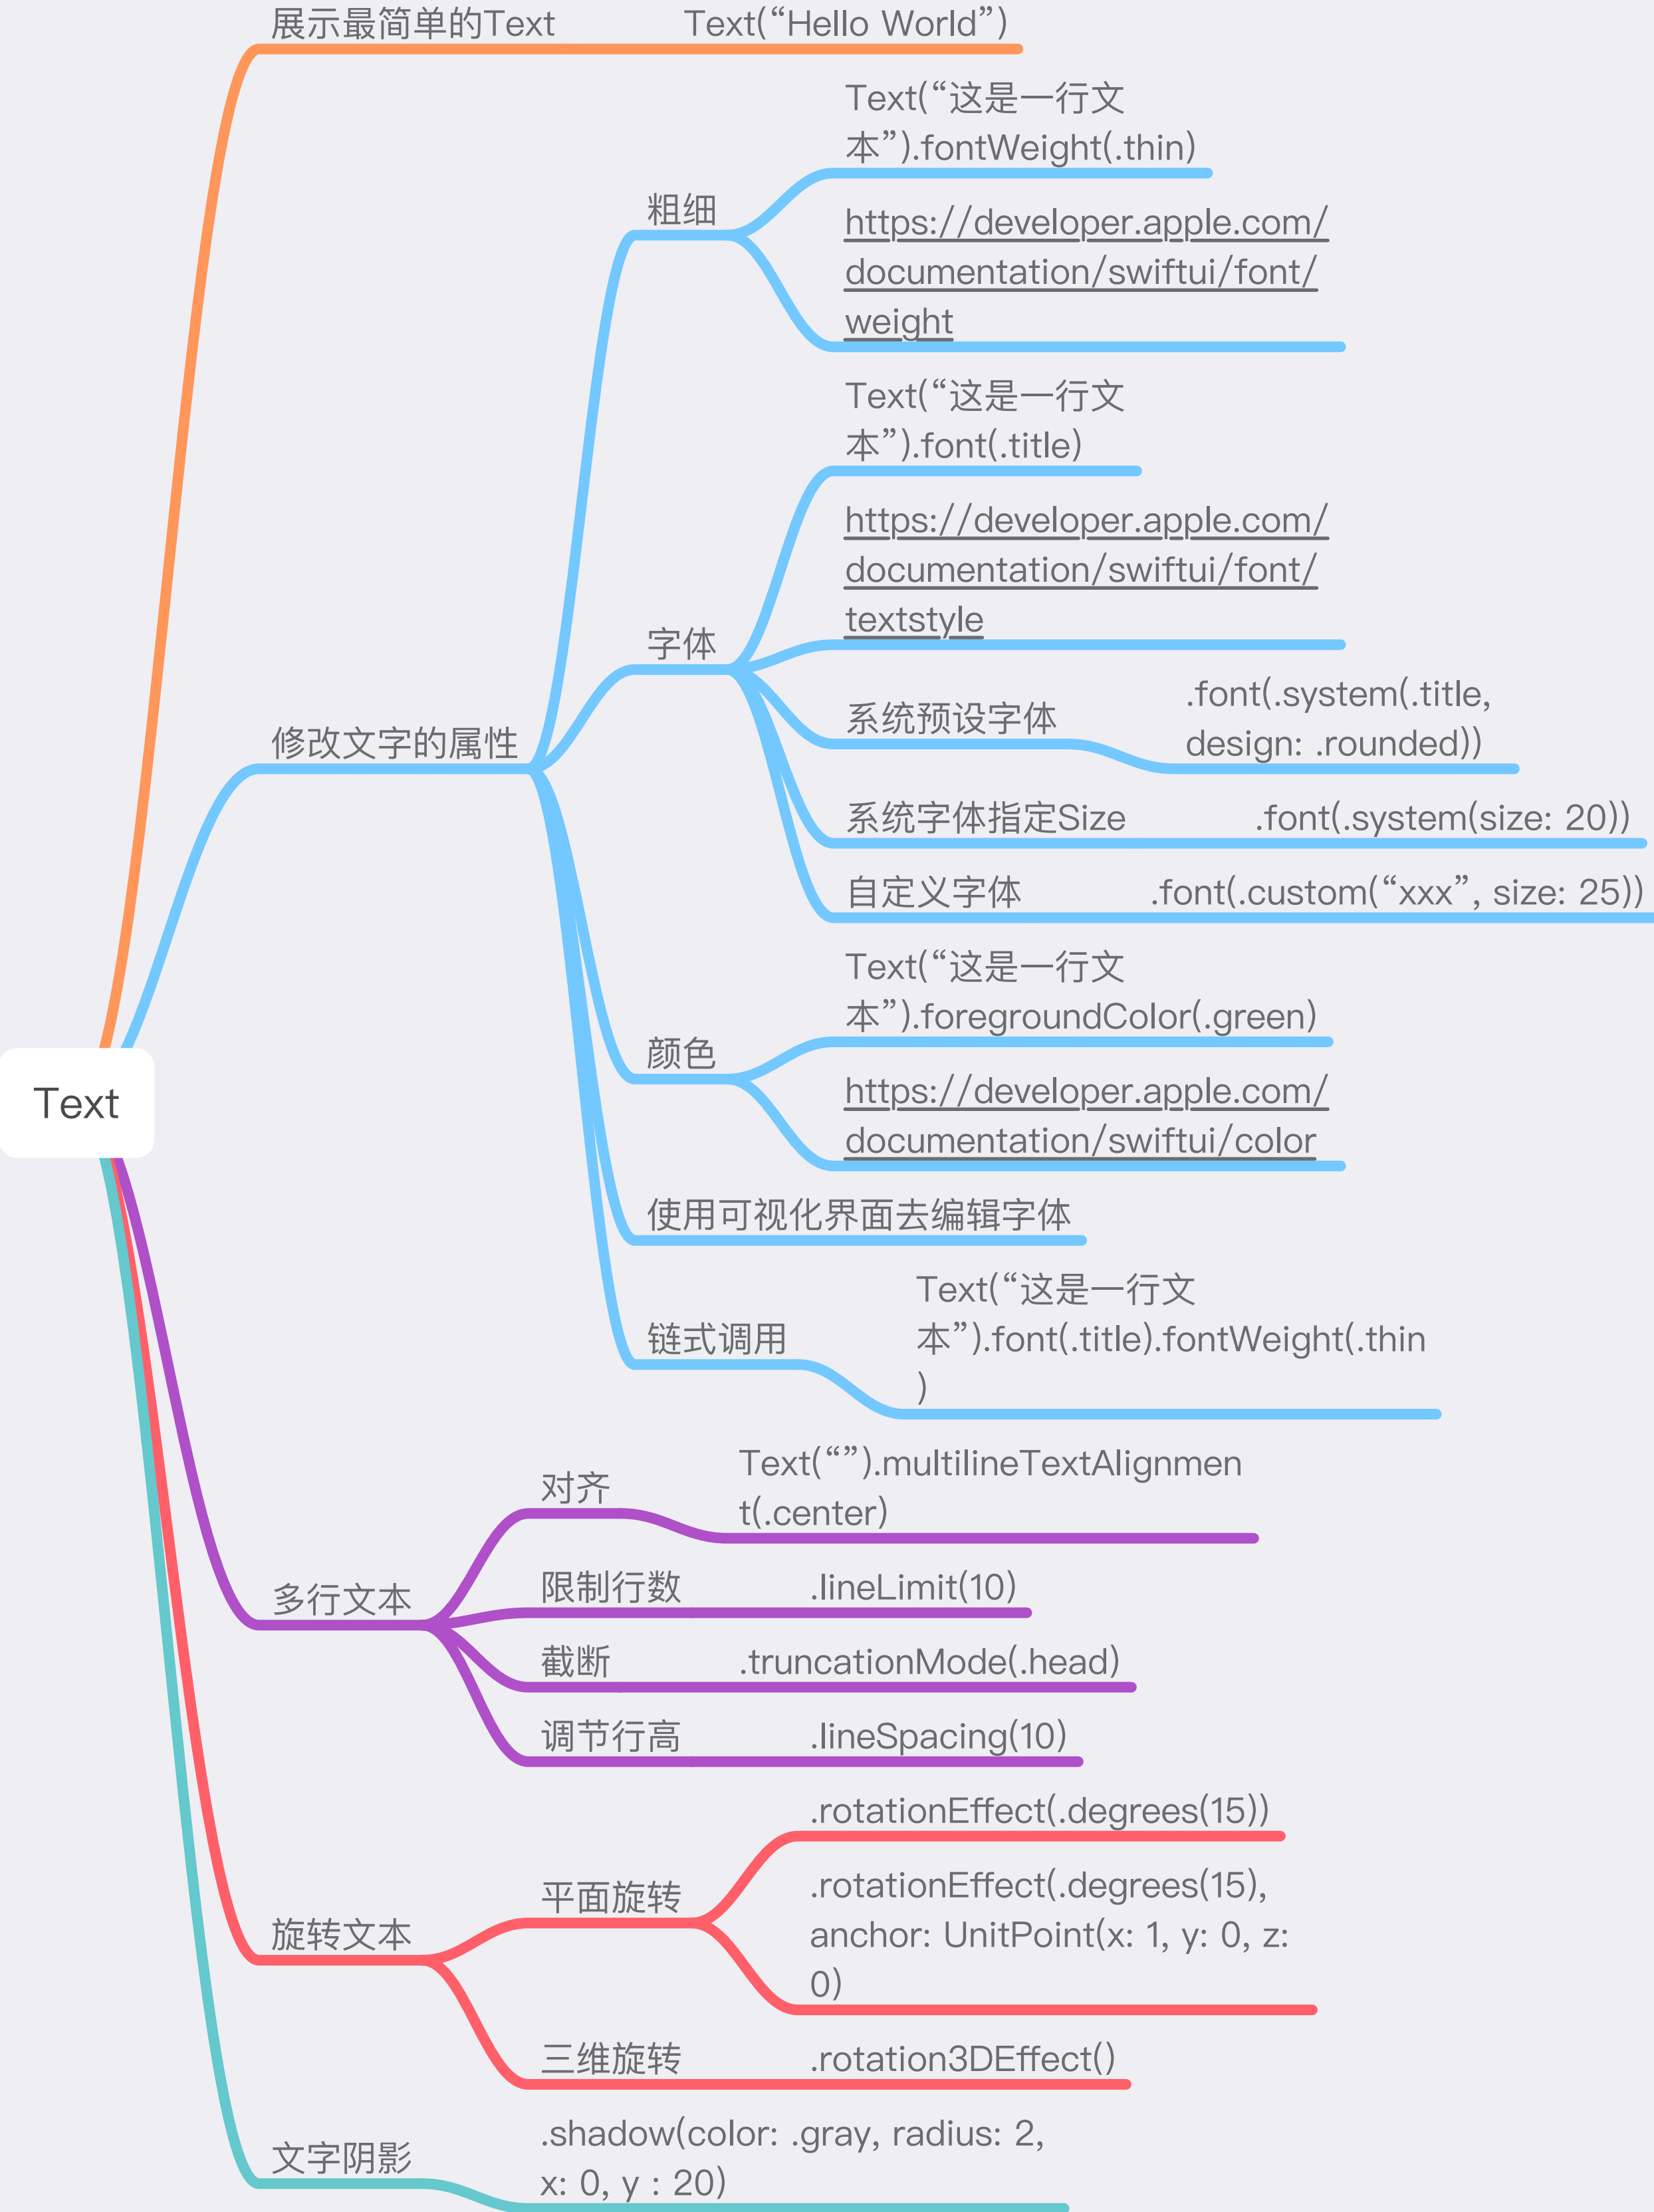 展示最简单的Text
Text(“Hello World”)
Text(“这是一行文
本”).fontWeight(.thin)
粗细
https://developer.apple.com/
documentation/swiftui/font/
weight
Text(“这是一行文
本”).font(.title)
https://developer.apple.com/
documentation/swiftui/font/
textstyle
字体
系统预设字体
.font(.system(.title,
design: .rounded))
修改文字的属性
系统字体指定Size
.font(.system(size: 20))
自定义字体
.font(.custom(“xxx”, size: 25))
Text(“这是一行文
本”).foregroundColor(.green)
颜色
https://developer.apple.com/
documentation/swiftui/color
Text
使用可视化界面去编辑字体
Text(“这是一行文
本”).font(.title).fontWeight(.thin
)
链式调用
对齐
Text(“”).multilineTextAlignmen
t(.center)
限制行数
.lineLimit(10)
多行文本
截断
.truncationMode(.head)
调节行高
.lineSpacing(10)
.rotationEffect(.degrees(15))
平面旋转
.rotationEffect(.degrees(15),
anchor: UnitPoint(x: 1, y: 0, z:
0)
旋转文本
三维旋转
.rotation3DEffect()
文字阴影
.shadow(color: .gray, radius: 2,
x: 0, y : 20)